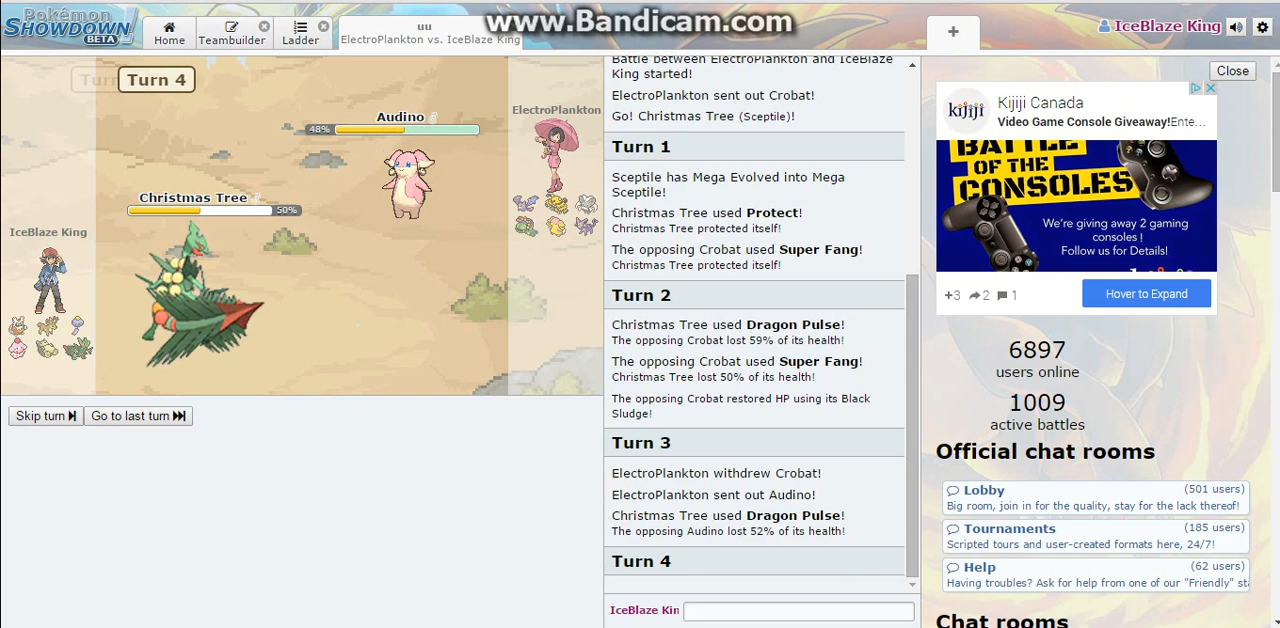 www.Bandicam.com
Pokémon
SHOWDOWN!
BETA
Home
Teambuilder
Ladder
uu
ElectroPlankton vs. IceBlaze King
+
IceBlaze King
Turn 4
Audino
48%
Christmas Tree
50%
ElectroPlankton
IceBlaze King
Skip turn
Go to last turn
Battle between ElectroPlankton and IceBlaze
King started!
ElectroPlankton sent out Crobat!
Go! Christmas Tree (Sceptile)!
Turn 1
Sceptile has Mega Evolved into Mega
Sceptile!
Christmas Tree used Protect!
Christmas Tree protected itself!
The opposing Crobat used Super Fang!
Christmas Tree protected itself!
Turn 2
Christmas Tree used Dragon Pulse!
The opposing Crobat lost 59% of its health!
The opposing Crobat used Super Fang!
Christmas Tree lost 50% of its health!
The opposing Crobat restored HP using its Black
Sludge!
Turn 3
ElectroPlankton withdrew Crobat!
ElectroPlankton sent out Audino!
Christmas Tree used Dragon Pulse!
The opposing Audino lost 52% of its health!
Turn 4
IceBlaze Kin
Close
kijiji
Kijiji Canada
Video Game Console Giveaway!Ente...
BATTLE
OF THE
CONSOLES
We're giving away 2 gaming
consoles !
Follow us for Details!
+3 2 1
Hover to Expand
6897
users online
1009
active battles
Official chat rooms
Lobby (501 users)
Big room, join in for the quality, stay for the lack thereof!
Tournaments (185 users)
Scripted tours and user-created formats here, 24/7!
Help (62 users)
Having troubles? Ask for help from one of our "Friendly" sta
Chat rooms